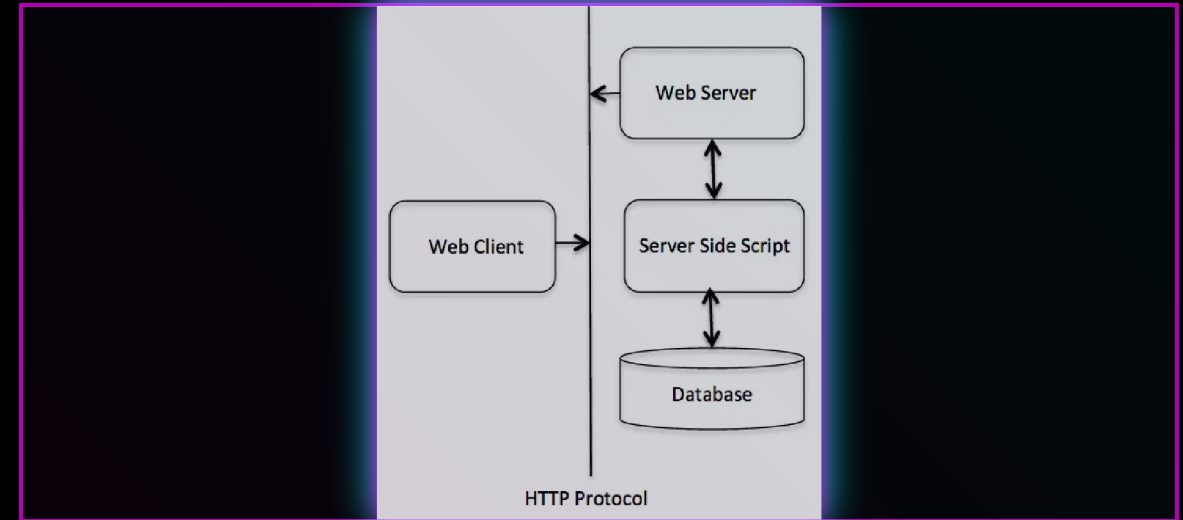 Web Server
Web Client
Server Side Script
Database
HTTP Protocol